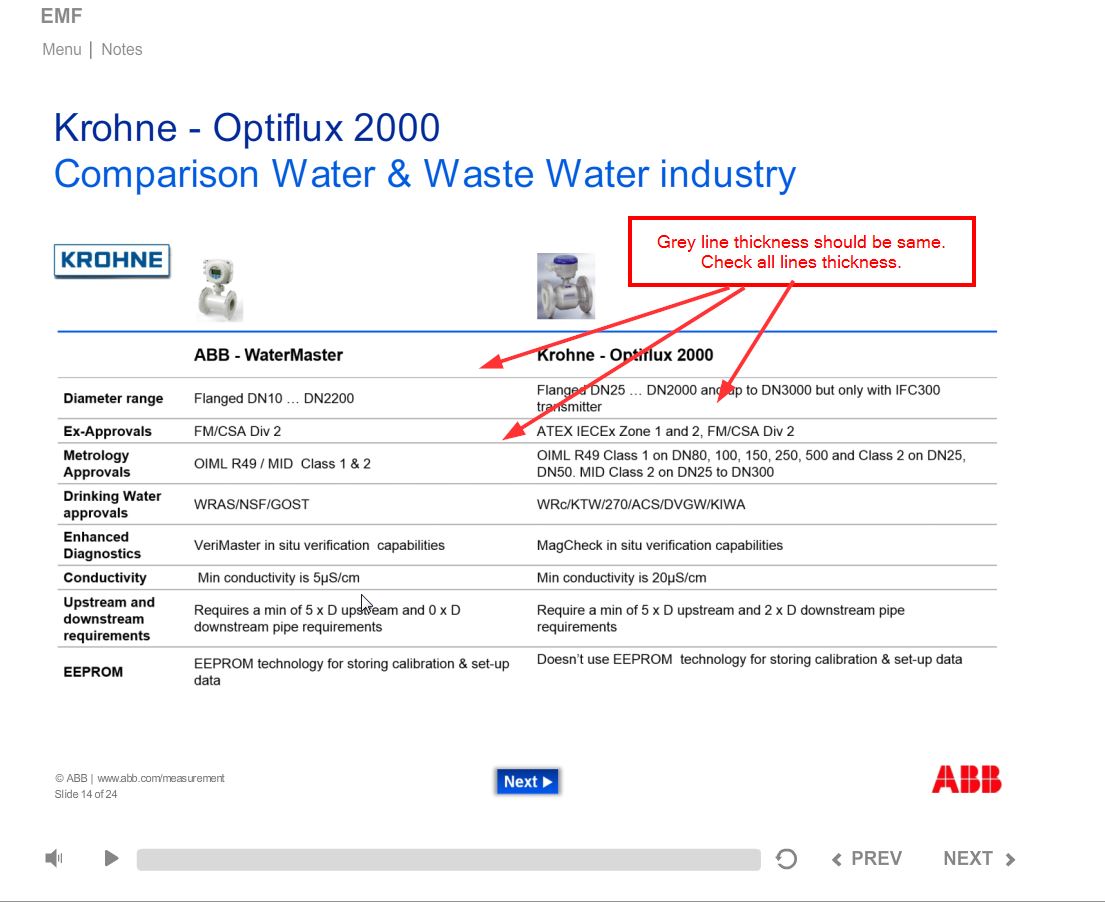 EMF
Menu | Notes
Krohne - Optiflux 2000
Comparison Water & Waste Water industry
Grey line thickness should be same.
Check all lines thickness.
KROHNE
ABB - WaterMaster
Krohne - Optiflux 2000
Diameter range
Flanged DN10 … DN2200
Flanged DN25 … DN2000 and up to DN3000 but only with IFC300
transmitter
Ex-Approvals
FM/CSA Div 2
ATEX IECEx Zone 1 and 2, FM/CSA Div 2
Metrology
Approvals
OIML R49 / MID  Class 1 & 2
OIML R49 Class 1 on DN80, 100, 150, 250, 500 and Class 2 on DN25,
DN50. MID Class 2 on DN25 to DN300
Drinking Water
approvals
WRAS/NSF/GOST
WRc/KTW/270/ACS/DVGW/KIWA
Enhanced
Diagnostics
VeriMaster in situ verification  capabilities
MagCheck in situ verification capabilities
Conductivity
Min conductivity is 5µS/cm
Min conductivity is 20µS/cm
Upstream and
downstream
requirements
Requires a min of 5 x D upstream and 0 x D
downstream pipe requirements
Require a min of 5 x D upstream and 2 x D downstream pipe
requirements
EEPROM
EEPROM technology for storing calibration & set-up
data
Doesn't use EEPROM  technology for storing calibration & set-up data
© ABB | www.abb.com/measurement
Slide 14 of 24
Next
ABB
PREV
NEXT